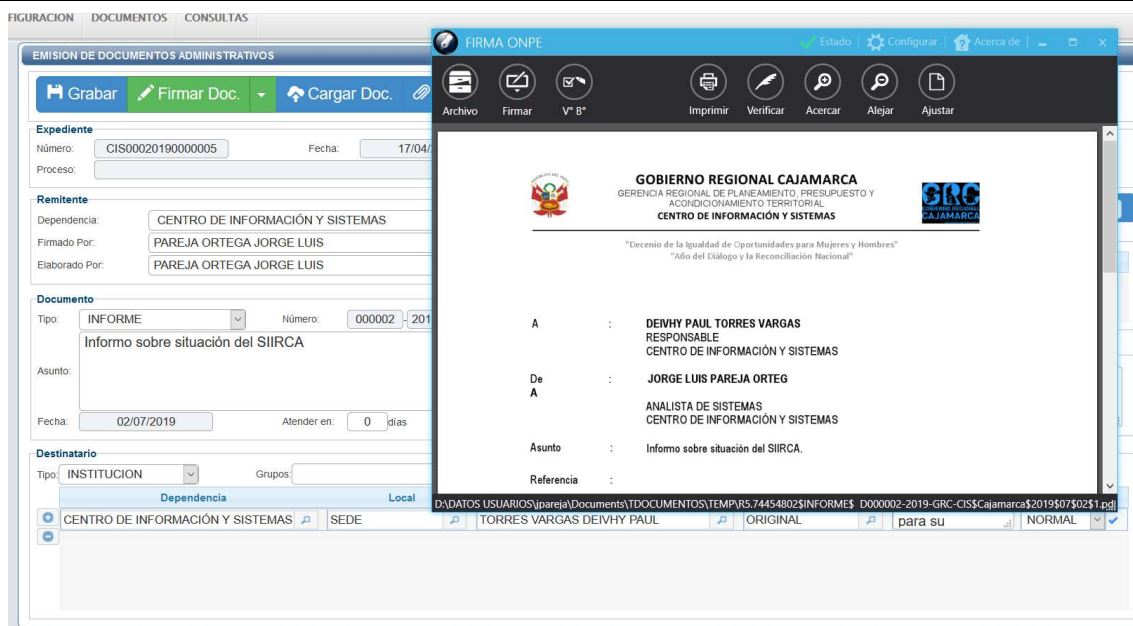 FIGURACION DOCUMENTOS CONSULTAS
EMISION DE DOCUMENTOS ADMINISTRATIVOS
Grabar Firmar Doc. Cargar Doc.
Expediente
Número: CIS00020190000005 Fecha: 17/04/
Proceso:
Remitente
Dependencia: CENTRO DE INFORMACIÓN Y SISTEMAS
Firmado Por: PAREJA ORTEGA JORGE LUIS
Elaborado Por: PAREJA ORTEGA JORGE LUIS
Documento
Tipo: INFORME Número: 000002 - 201
Asunto: Informo sobre situación del SIIRCA
Fecha: 02/07/2019 Atender en: 0 días
Destinatario
Tipo: INSTITUCION Grupos:
Dependencia Local
CENTRO DE INFORMACIÓN Y SISTEMAS SEDE TORRES VARGAS DEIVHY PAUL ORIGINAL para su NORMAL
FIRMA ONPE Estado Configurar Acerca de
Archivo Firmar V° B° Imprimir Verificar Acercar Alejar Ajustar
GOBIERNO REGIONAL CAJAMARCA
GERENCIA REGIONAL DE PLANEAMIENTO, PRESUPUESTO Y
ACONDICIONAMIENTO TERRITORIAL
CENTRO DE INFORMACIÓN Y SISTEMAS
GRC
GOBIERNO REGIONAL
CAJAMARCA
"Decenio de la Igualdad de Oportunidades para Mujeres y Hombres"
"Año del Diálogo y la Reconciliación Nacional"
A : DEIVHY PAUL TORRES VARGAS
RESPONSABLE
CENTRO DE INFORMACIÓN Y SISTEMAS
De : JORGE LUIS PAREJA ORTEG
A
ANALISTA DE SISTEMAS
CENTRO DE INFORMACIÓN Y SISTEMAS
Asunto : Informo sobre situación del SIIRCA.
Referencia :
D:\DATOS USUARIOS\jpareja\Documents\TDOCUMENTOS\TEMP\R5.74454802$INFORME$_D000002-2019-GRC-CIS$Cajamarca$2019$07$02$1.pdf